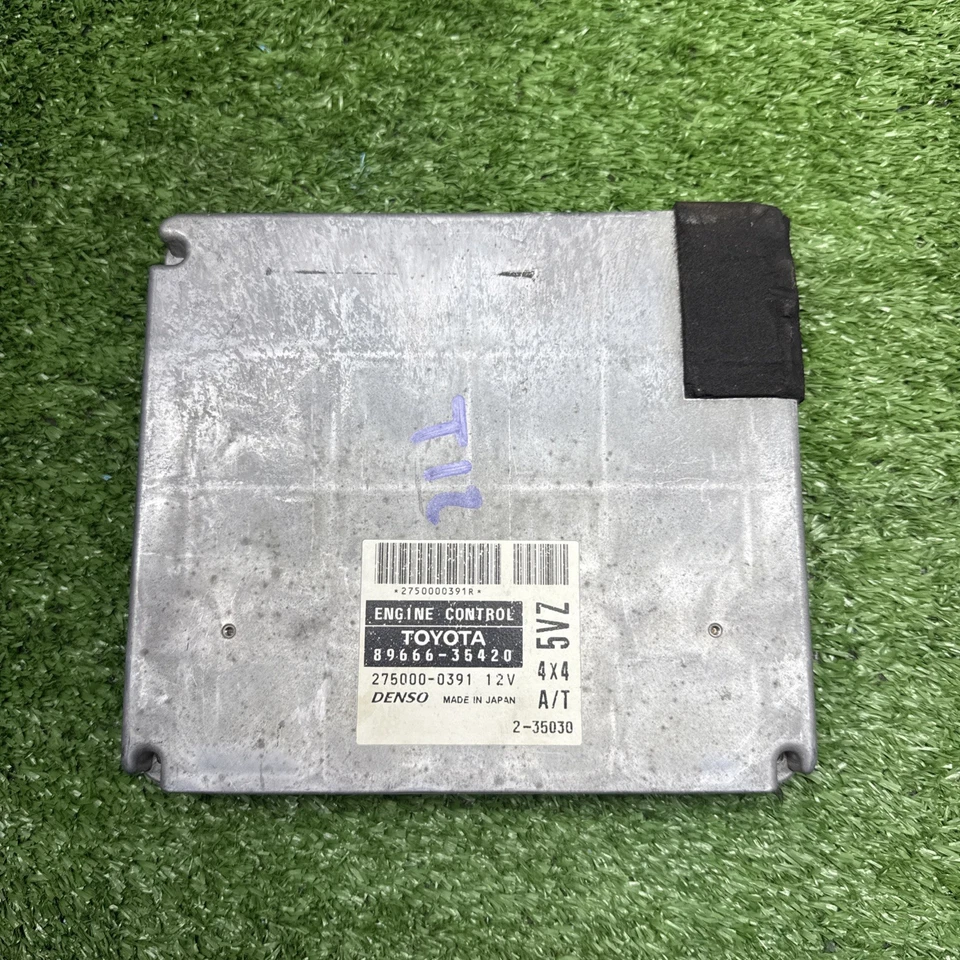 T12
*2750000391R*
ENGINE CONTROL
TOYOTA
89666-35420
275000-0391 12V
DENSO MADE IN JAPAN
5VZ
4X4
A/T
2-35030